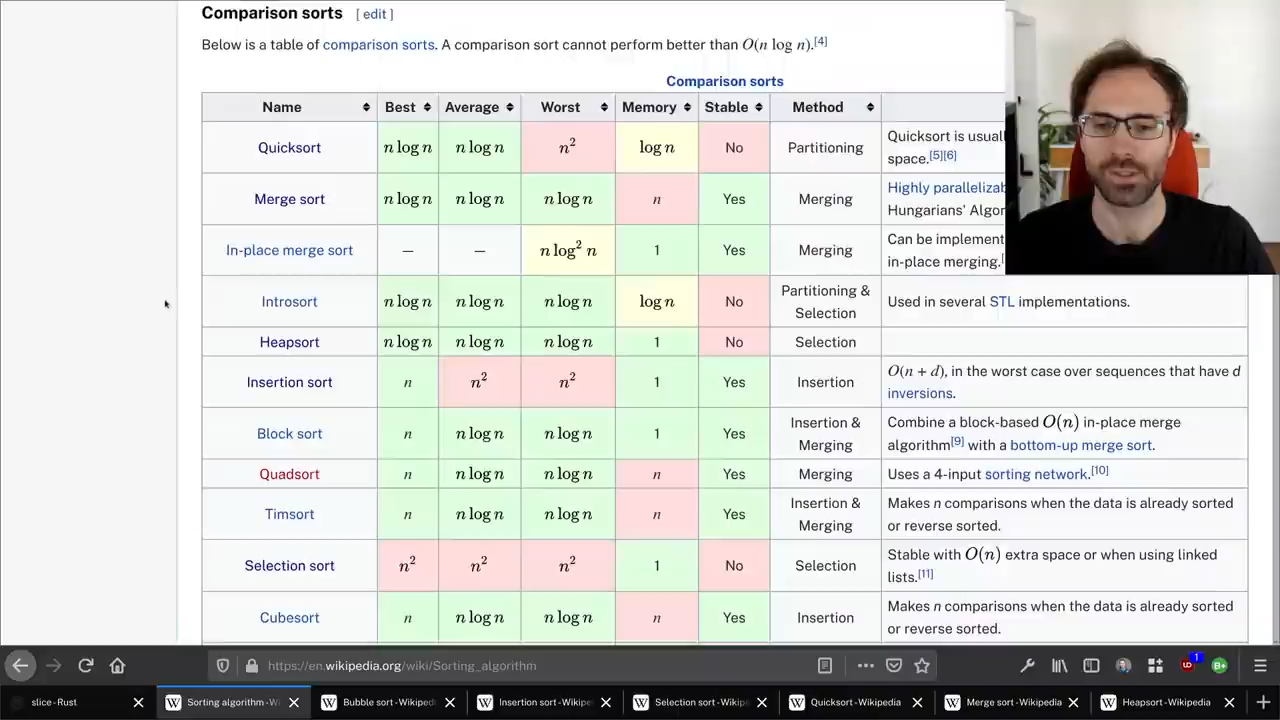 Comparison sorts [ edit ]
Below is a table of comparison sorts. A comparison sort cannot perform better than O(n log n).[4]
Comparison sorts
Name Best Average Worst Memory Stable Method
Quicksort n log n n log n n² log n No Partitioning Quicksort is usual
space.[5][6]
Merge sort n log n n log n n log n n Yes Merging Highly parallelizab
Hungarians' Algor
In-place merge sort — — n log² n 1 Yes Merging Can be implement
in-place merging.[
Introsort n log n n log n n log n log n No Partitioning & Selection Used in several STL implementations.
Heapsort n log n n log n n log n 1 No Selection
Insertion sort n n² n² 1 Yes Insertion O(n + d), in the worst case over sequences that have d
inversions.
Block sort n n log n n log n 1 Yes Insertion & Merging Combine a block-based O(n) in-place merge
algorithm[9] with a bottom-up merge sort.
Quadsort n n log n n log n n Yes Merging Uses a 4-input sorting network.[10]
Timsort n n log n n log n n Yes Insertion & Merging Makes n comparisons when the data is already sorted
or reverse sorted.
Selection sort n² n² n² 1 No Selection Stable with O(n) extra space or when using linked
lists.[11]
Cubesort n n log n n log n n Yes Insertion Makes n comparisons when the data is already sorted
or reverse sorted.
https://en.wikipedia.org/wiki/Sorting_algorithm
1
slice - Rust
Sorting algorithm - Wi
Bubble sort - Wikipedi
Insertion sort - Wikipe
Selection sort - Wikip
Quicksort - Wikipedia
Merge sort - Wikipedia
Heapsort - Wikipedia